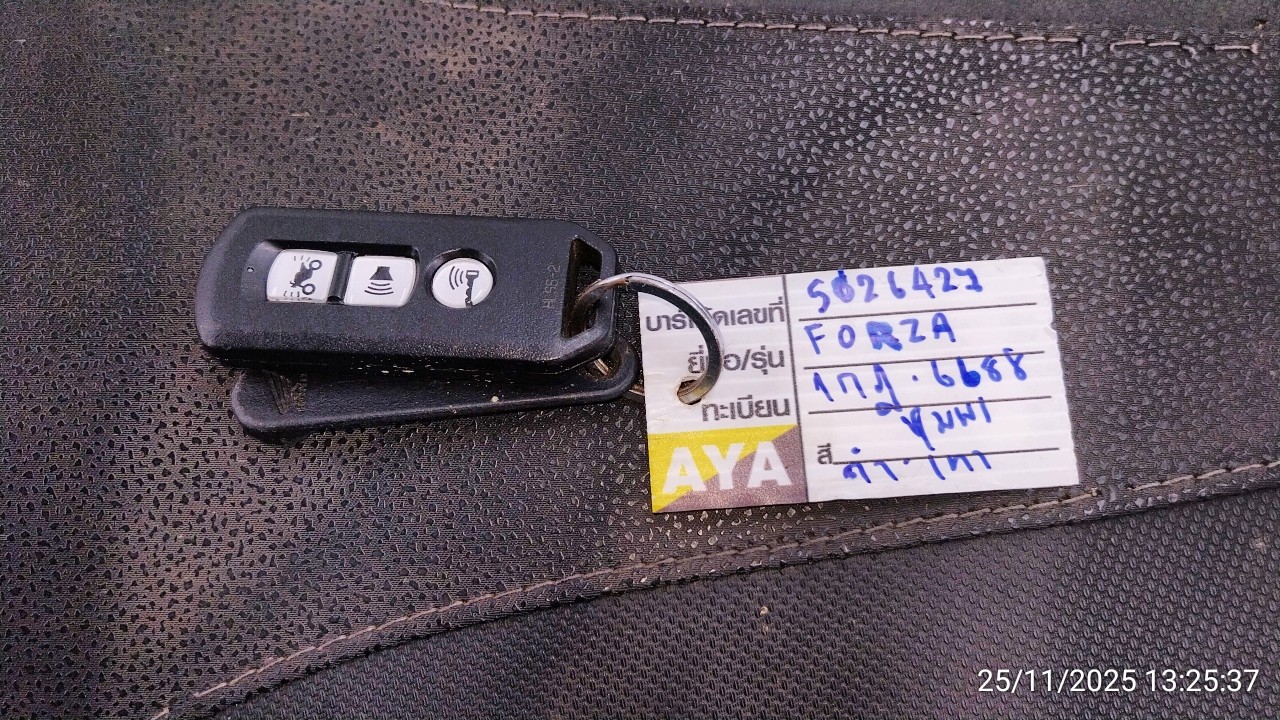 HR6B-2
บาร์โค้ดเลขที่ 5026427
ยี่ห้อ/รุ่น FORZA
ทะเบียน 1กฎ.6688
ชุมพร
สี ดำ.เทา
AYA
25/11/2025 13:25:37